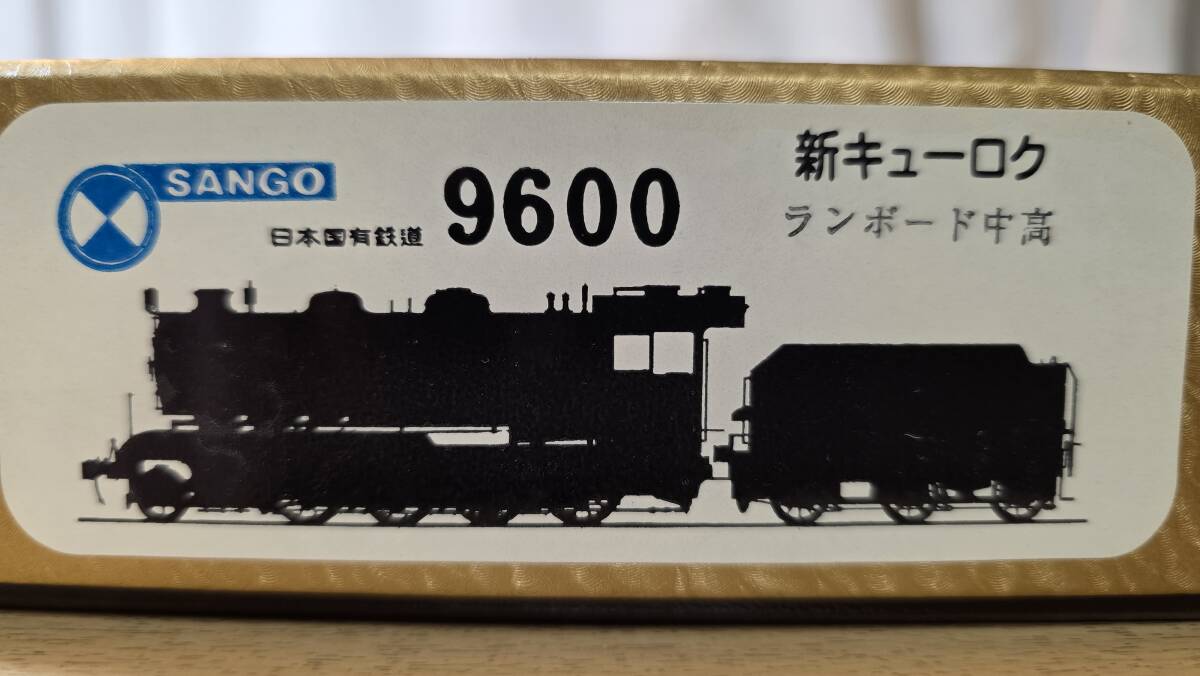 SANGO
日本国有鉄道
9600
新キューロク
ランボード中高